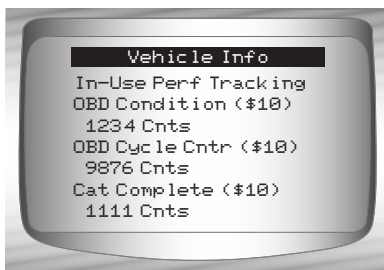 Vehicle Info
In-Use Perf Tracking
OBD Condition ($10)
1234 Cnts
OBD Cycle Cntr ($10)
9876 Cnts
Cat Complete ($10)
1111 Cnts